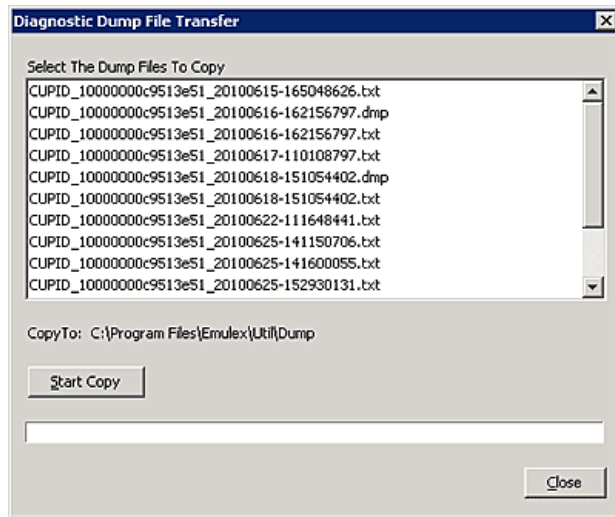 Diagnostic Dump File Transfer
Select The Dump Files To Copy
CUPID_10000000c9513e51_20100615-165048626.txt
CUPID_10000000c9513e51_20100616-162156797.dmp
CUPID_10000000c9513e51_20100616-162156797.txt
CUPID_10000000c9513e51_20100617-110108797.txt
CUPID_10000000c9513e51_20100618-151054402.dmp
CUPID_10000000c9513e51_20100618-151054402.txt
CUPID_10000000c9513e51_20100622-111648441.txt
CUPID_10000000c9513e51_20100625-141150706.txt
CUPID_10000000c9513e51_20100625-141600055.txt
CUPID_10000000c9513e51_20100625-152930131.txt
CopyTo: C:\Program Files\Emulex\Util\Dump
Start Copy
Close